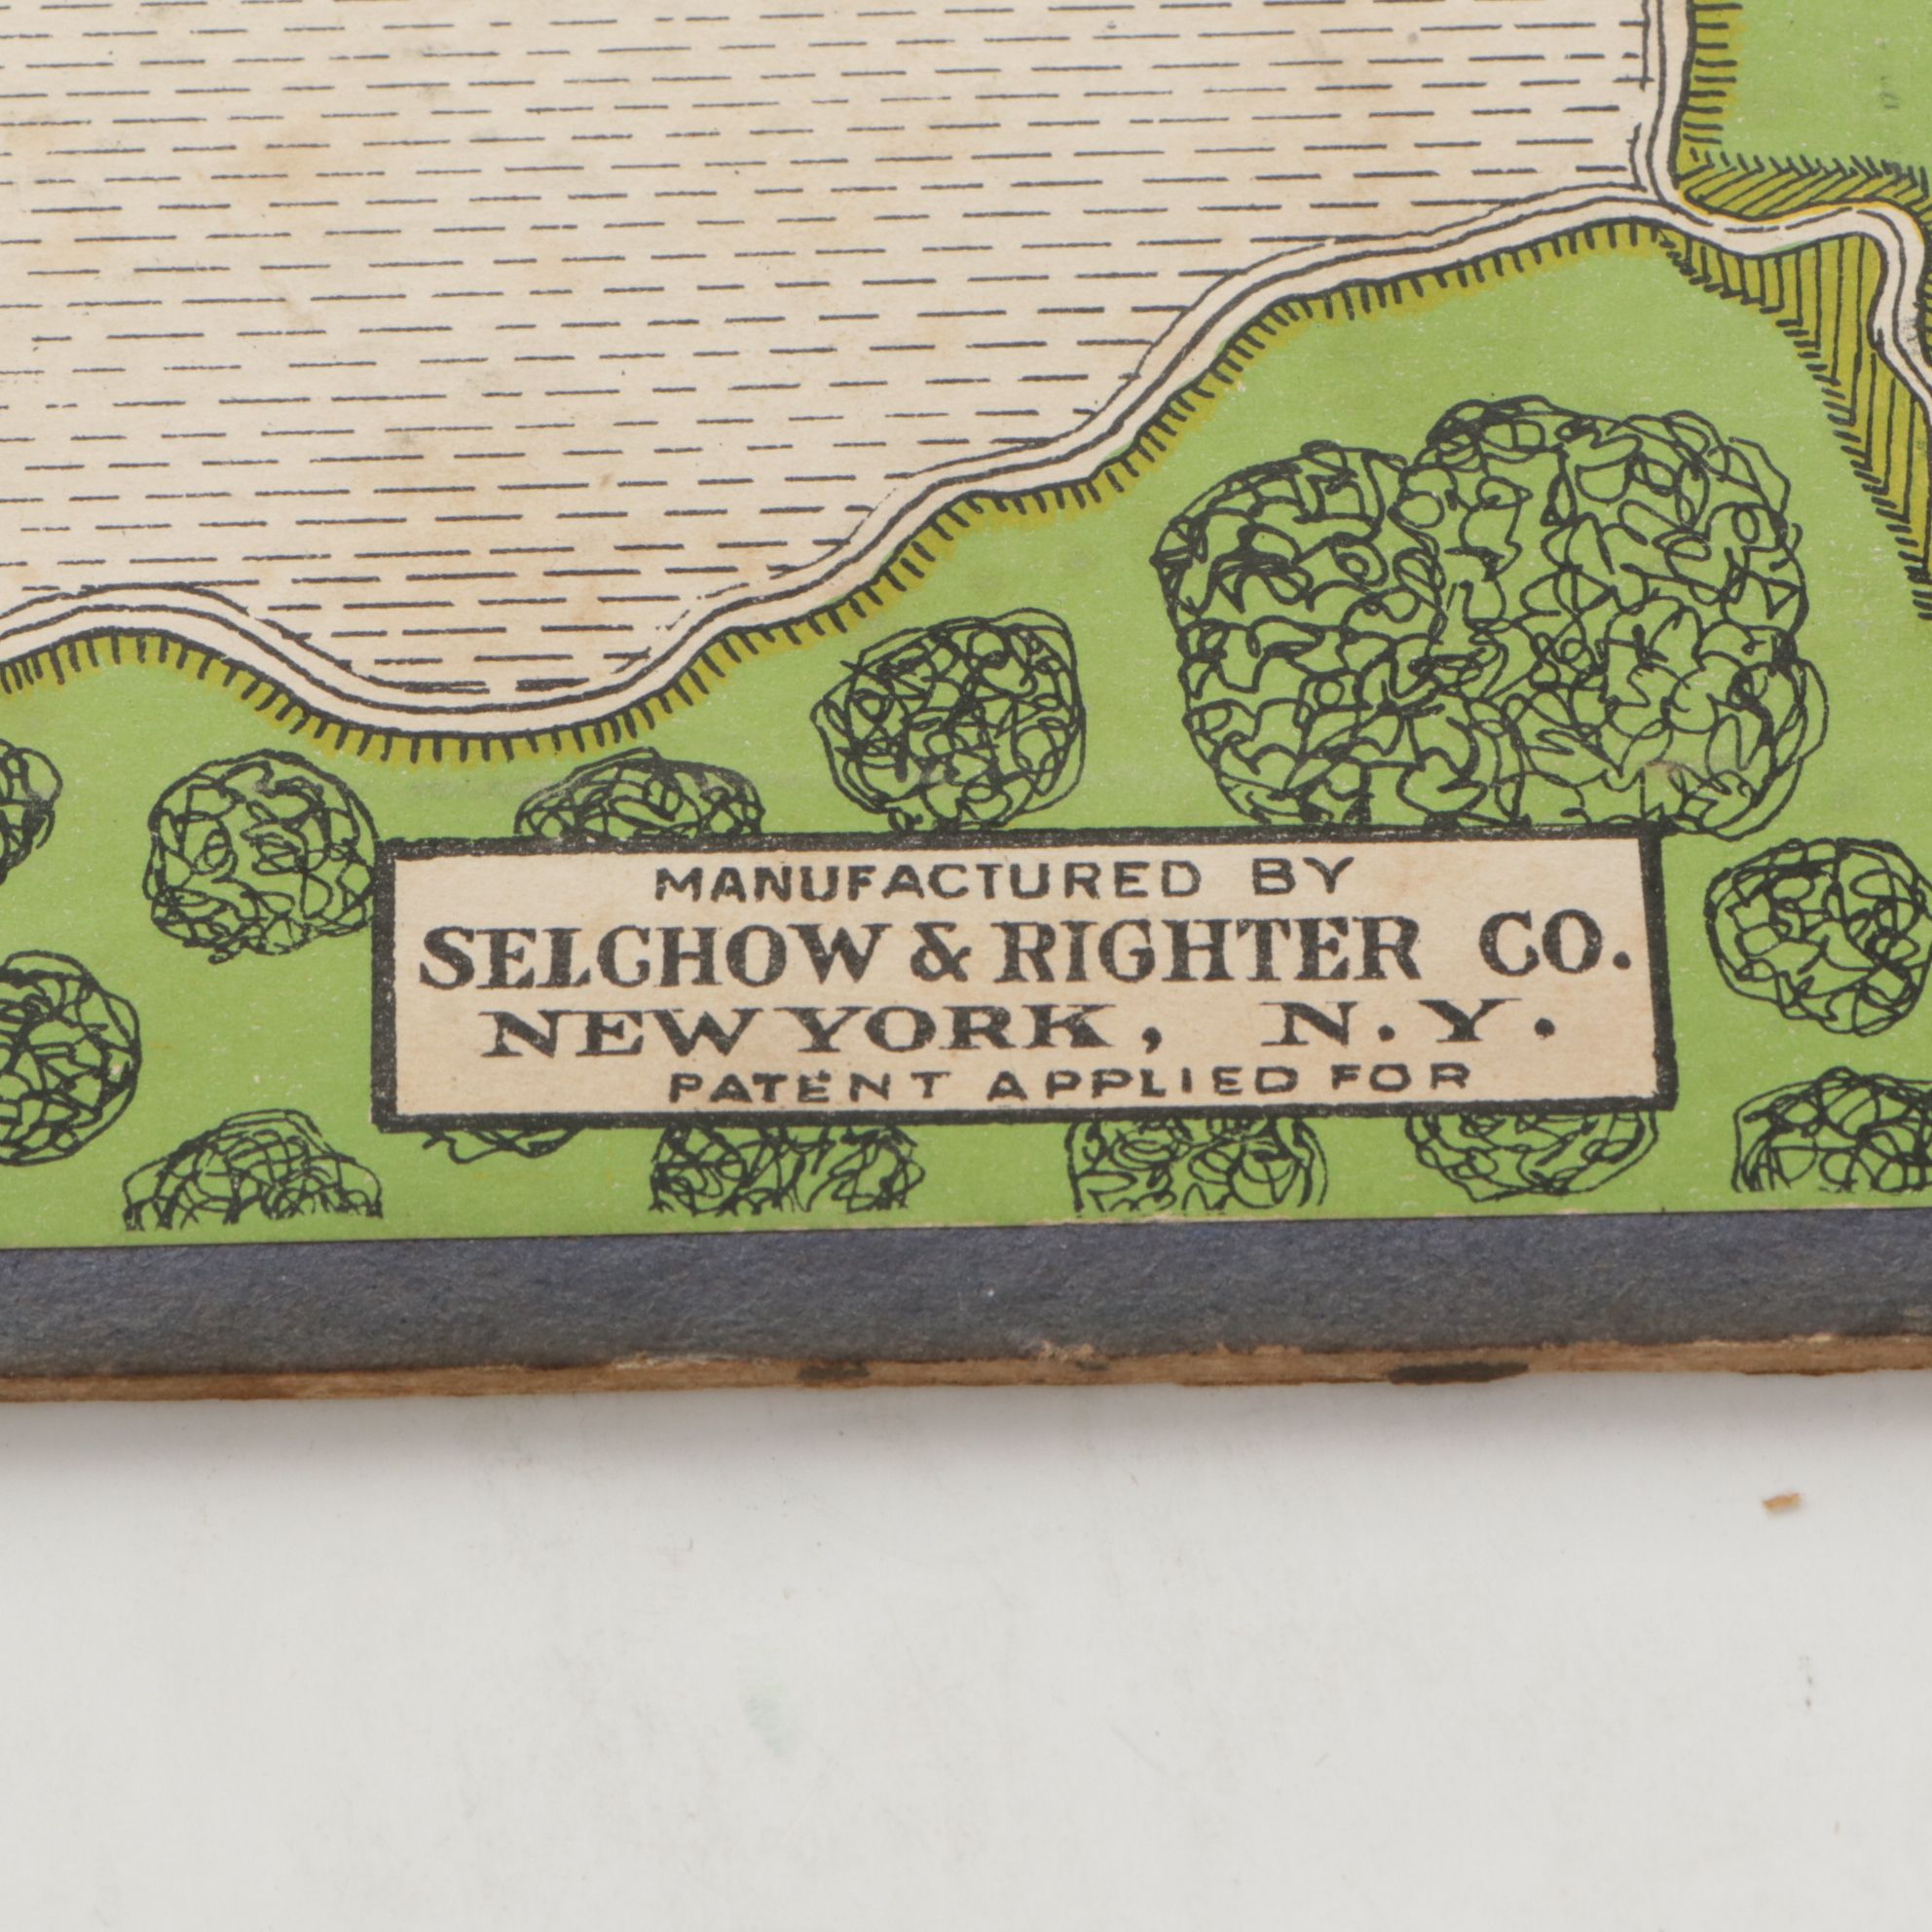 MANUFACTURED BY
SELCHOW & RIGHTER CO.
NEW YORK, N.Y.
PATENT APPLIED FOR